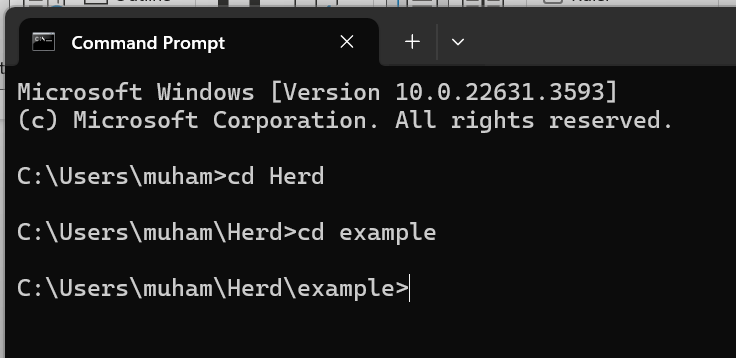 Command Prompt
Microsoft Windows [Version 10.0.22631.3593]
(c) Microsoft Corporation. All rights reserved.
C:\Users\muham>cd Herd
C:\Users\muham\Herd>cd example
C:\Users\muham\Herd\example>